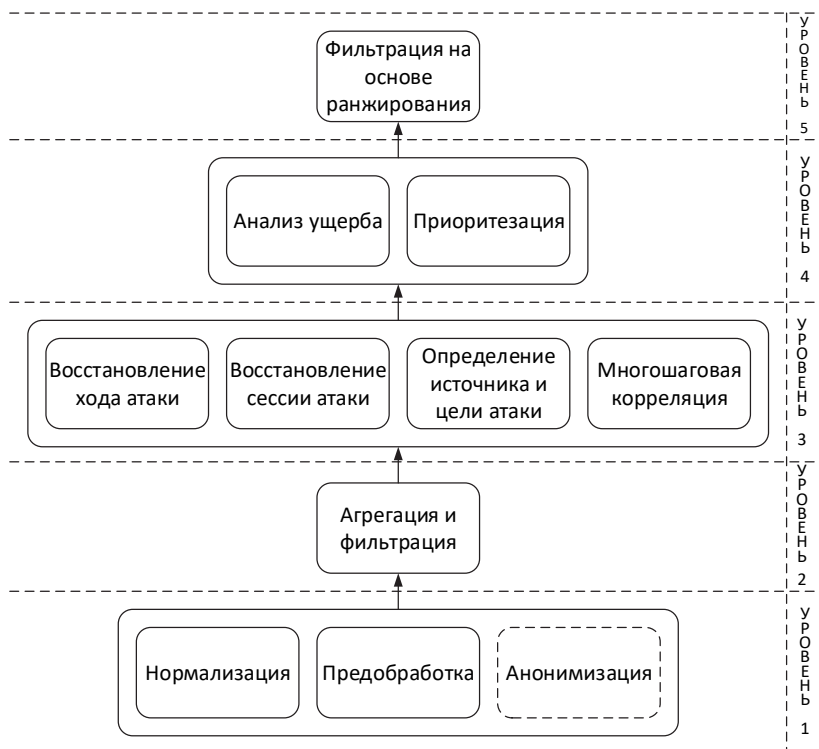 Фильтрация на
основе
ранжирования
УРОВЕНЬ 5
Анализ ущерба
Приоритезация
УРОВЕНЬ 4
Восстановление
хода атаки
Восстановление
сессии атаки
Определение
источника и
цели атаки
Многошаговая
корреляция
УРОВЕНЬ 3
Агрегация и
фильтрация
УРОВЕНЬ 2
Нормализация
Предобработка
Анонимизация
УРОВЕНЬ 1